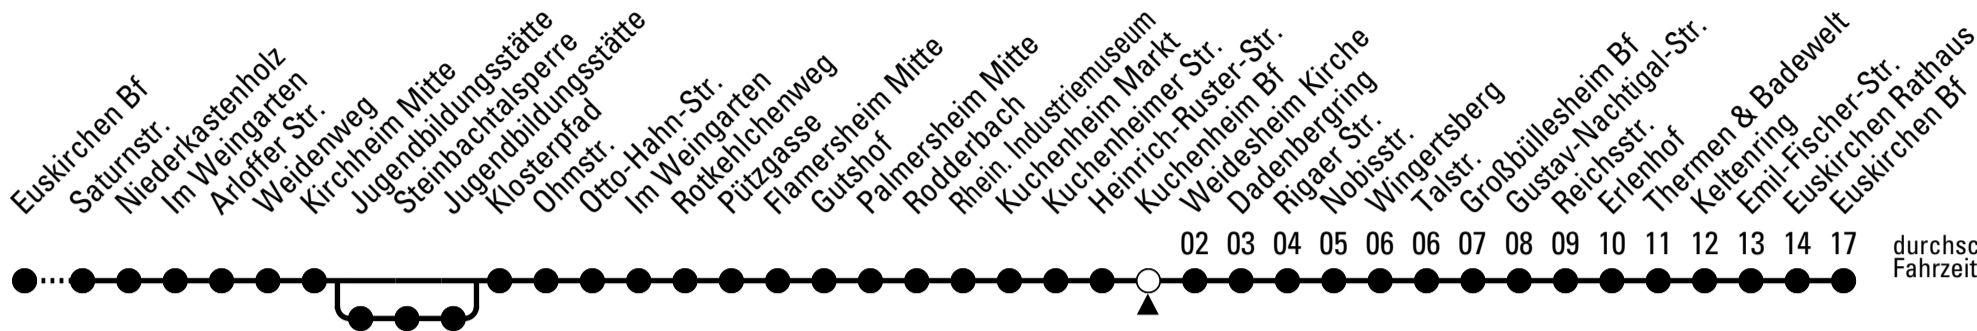 Euskirchen Bf
Saturnstr.
Niederkastenholz
Im Weingarten
Arloffer Str.
Weidenweg
Kirchheim Mitte
Jugendbildungsstätte
Steinbachtalsperre
Jugendbildungsstätte
Klosterpfad
Ohmstr.
Otto-Hahn-Str.
Im Weingarten
Rotkehlchenweg
Pützgasse
Flamersheim Mitte
Gutshof
Palmersheim Mitte
Rodderbach
Rhein. Industriemuseum
Kuchenheim Markt
Kuchenheimer Str.
Heinrich-Ruster-Str.
Kuchenheim Bf
Weidesheim Kirche
Dadenbergring
Rigaer Str.
Nobisstr.
Wingertsberg
Talstr.
Großbüllesheim Bf
Gustav-Nachtigal-Str.
Reichsstr.
Erlenhof
Thermen & Badewelt
Keltenring
Emil-Fischer-Str.
Euskirchen Rathaus
Euskirchen Bf
02 03 04 05 06 06 07 08 09 10 11 12 13 14 17
durchsc
Fahrzeit